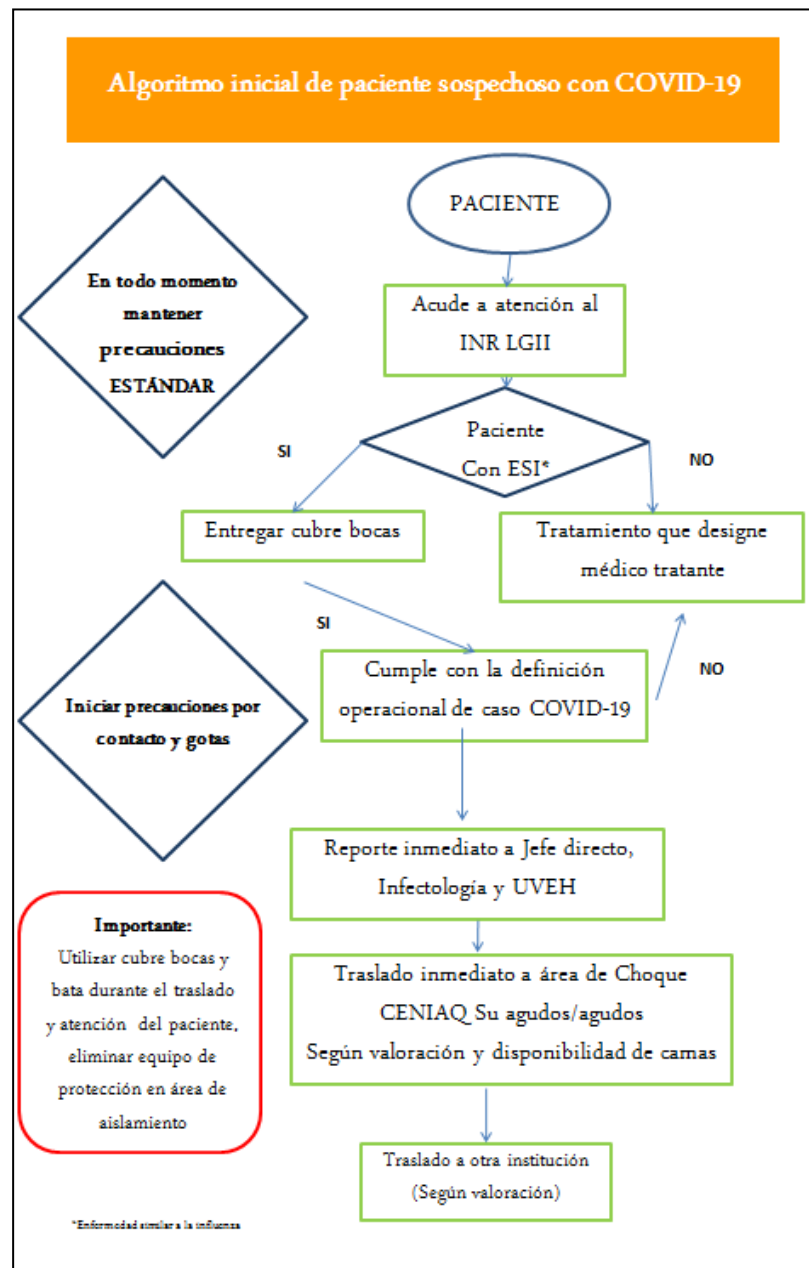 Algoritmo inicial de paciente sospechoso con COVID-19
PACIENTE
En todo momento
mantener
precauciones
ESTÁNDAR
Acude a atención al
INR LGII
Paciente
Con ESI*
SI
NO
Entregar cubre bocas
Tratamiento que designe
médico tratante
SI
NO
Cumple con la definición
operacional de caso COVID-19
Iniciar precauciones por
contacto y gotas
Reporte inmediato a Jefe directo,
Infectología y UVEH
Importante:
Utilizar cubre bocas y
bata durante el traslado
y atención del paciente,
eliminar equipo de
protección en área de
aislamiento
Traslado inmediato a área de Choque
CENIAQ Su agudos/agudos
Según valoración y disponibilidad de camas
Traslado a otra institución
(Según valoración)
*Enfermedad similar a la influenza